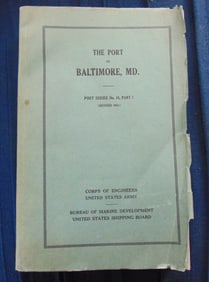 THE PORT
OF
BALTIMORE, MD.
PORT SERIES No. 16, PART 1
CORPS OF ENGINEERS
UNITED STATES ARMY
BUREAU OF MARINE DEVELOPMENT
UNITED STATES SHIPPING BOARD